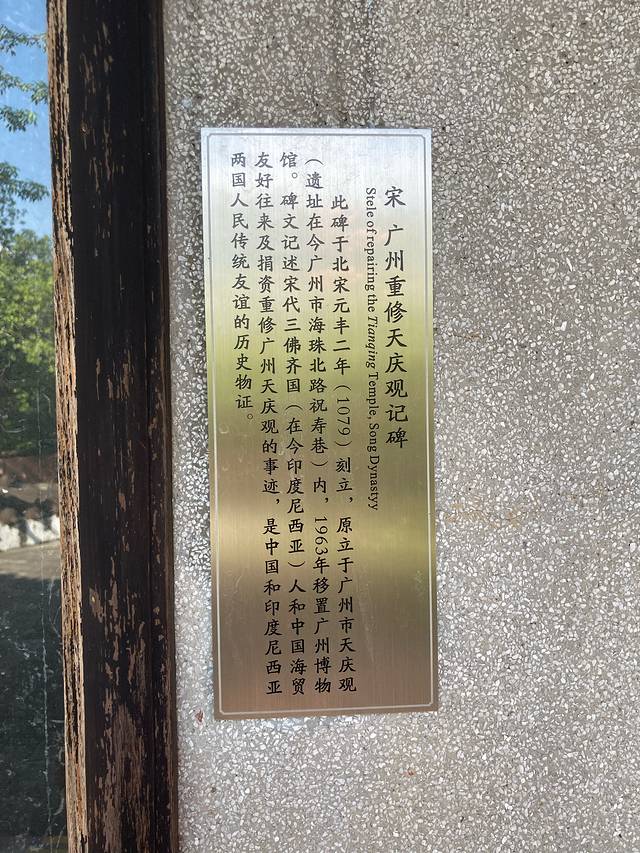 宋 广州重修天庆观记碑
Stele of repairing the Tianqing Temple, Song Dynastyy
此碑于北宋元丰二年（1079）刻立，原立于广州市天庆观
（遗址在今广州市海珠北路祝寿巷）内，1963年移置广州博物
馆。碑文记述宋代三佛齐国（在今印度尼西亚）人和中国海贸
友好往来及捐资重修广州天庆观的事迹，是中国和印度尼西亚
两国人民传统友谊的历史物证。